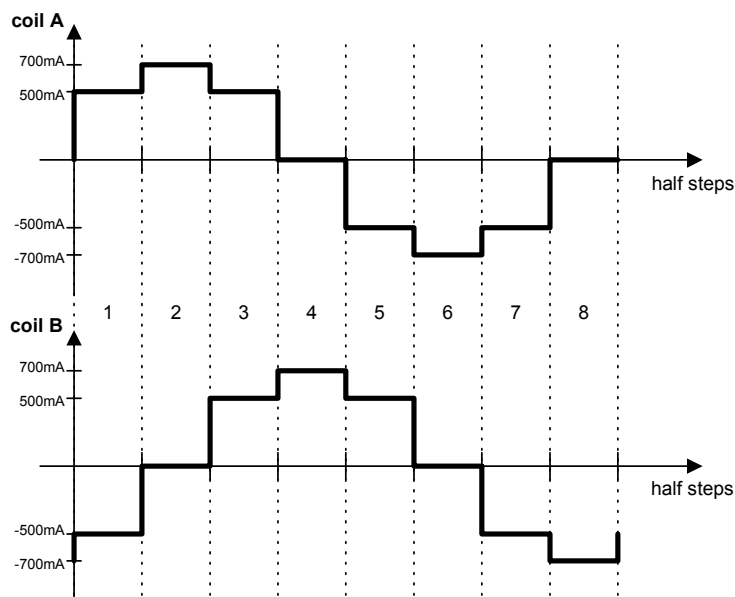 coil A
700mA
500mA
half steps
-500mA
-700mA
1 2 3 4 5 6 7 8
coil B
700mA
500mA
half steps
-500mA
-700mA